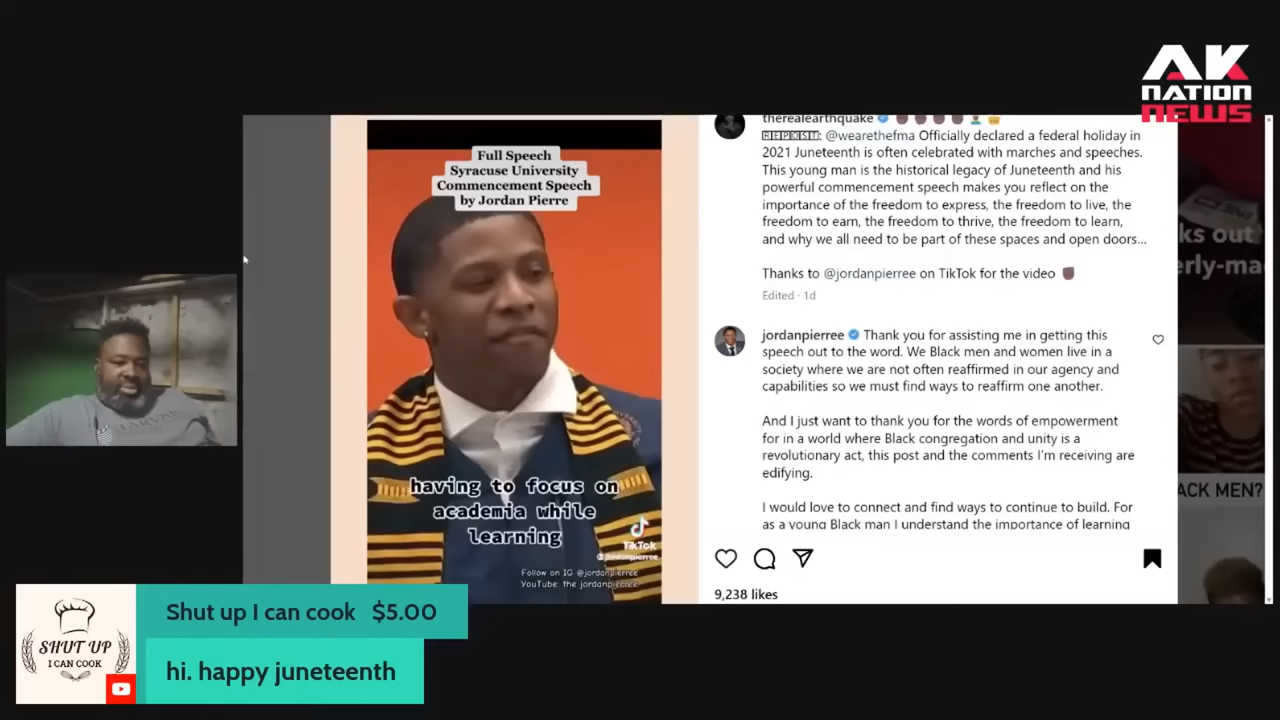 AK
NATION
NEWS
Full Speech
Syracuse University
Commencement Speech
by Jordan Pierre
having to focus on
academia while
learning
TikTok
@jordanpierree
Follow on IG @jordanpierree
YouTube: the jordanpierree
therealearthquake
REPOST: @wearethefma Officially declared a federal holiday in
2021 Juneteenth is often celebrated with marches and speeches.
This young man is the historical legacy of Juneteenth and his
powerful commencement speech makes you reflect on the
importance of the freedom to express, the freedom to live, the
freedom to earn, the freedom to thrive, the freedom to learn,
and why we all need to be part of these spaces and open doors...
Thanks to @jordanpierree on TikTok for the video
Edited · 1d
jordanpierree Thank you for assisting me in getting this
speech out to the word. We Black men and women live in a
society where we are not often reaffirmed in our agency and
capabilities so we must find ways to reaffirm one another.
And I just want to thank you for the words of empowerment
for in a world where Black congregation and unity is a
revolutionary act, this post and the comments I'm receiving are
edifying.
I would love to connect and find ways to continue to build. For
as a young Black man I understand the importance of learning
9,238 likes
ks out
erly-ma
ACK MEN?
SHUT UP
I CAN COOK
Shut up I can cook $5.00
hi. happy juneteenth